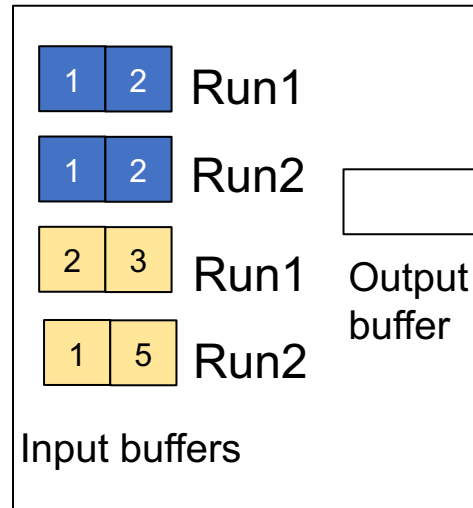 1 2 Run1
1 2 Run2
2 3 Run1
1 5 Run2
Output
buffer
Input buffers